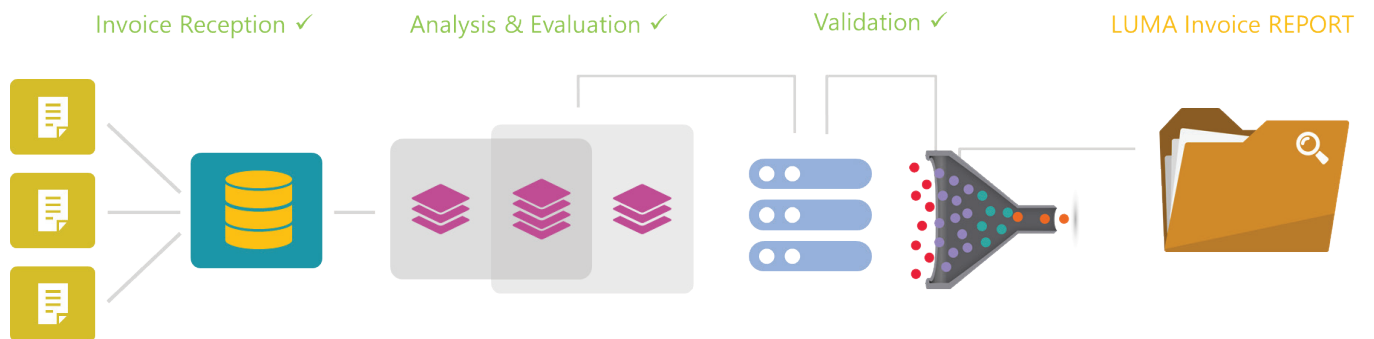 Invoice Reception ✓
Analysis & Evaluation ✓
Validation ✓
LUMA Invoice REPORT